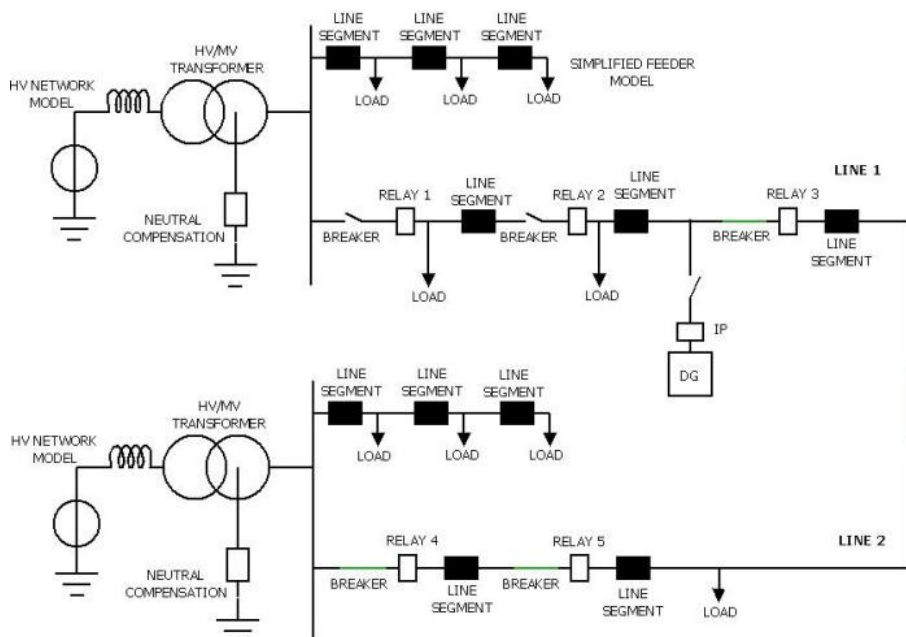 LINE
SEGMENT
LINE
SEGMENT
LINE
SEGMENT
HV/MV
TRANSFORMER
HV NETWORK
MODEL
SIMPLIFIED FEEDER
MODEL
LOAD
LOAD
LOAD
NEUTRAL
COMPENSATION
BREAKER
RELAY 1
LINE
SEGMENT
BREAKER
RELAY 2
LINE
SEGMENT
BREAKER
RELAY 3
LINE
SEGMENT
LINE 1
LOAD
LOAD
IP
DG
LINE
SEGMENT
LINE
SEGMENT
LINE
SEGMENT
HV/MV
TRANSFORMER
HV NETWORK
MODEL
LOAD
LOAD
LOAD
NEUTRAL
COMPENSATION
RELAY 4
RELAY 5
LINE 2
BREAKER
LINE
SEGMENT
BREAKER
LINE
SEGMENT
LOAD